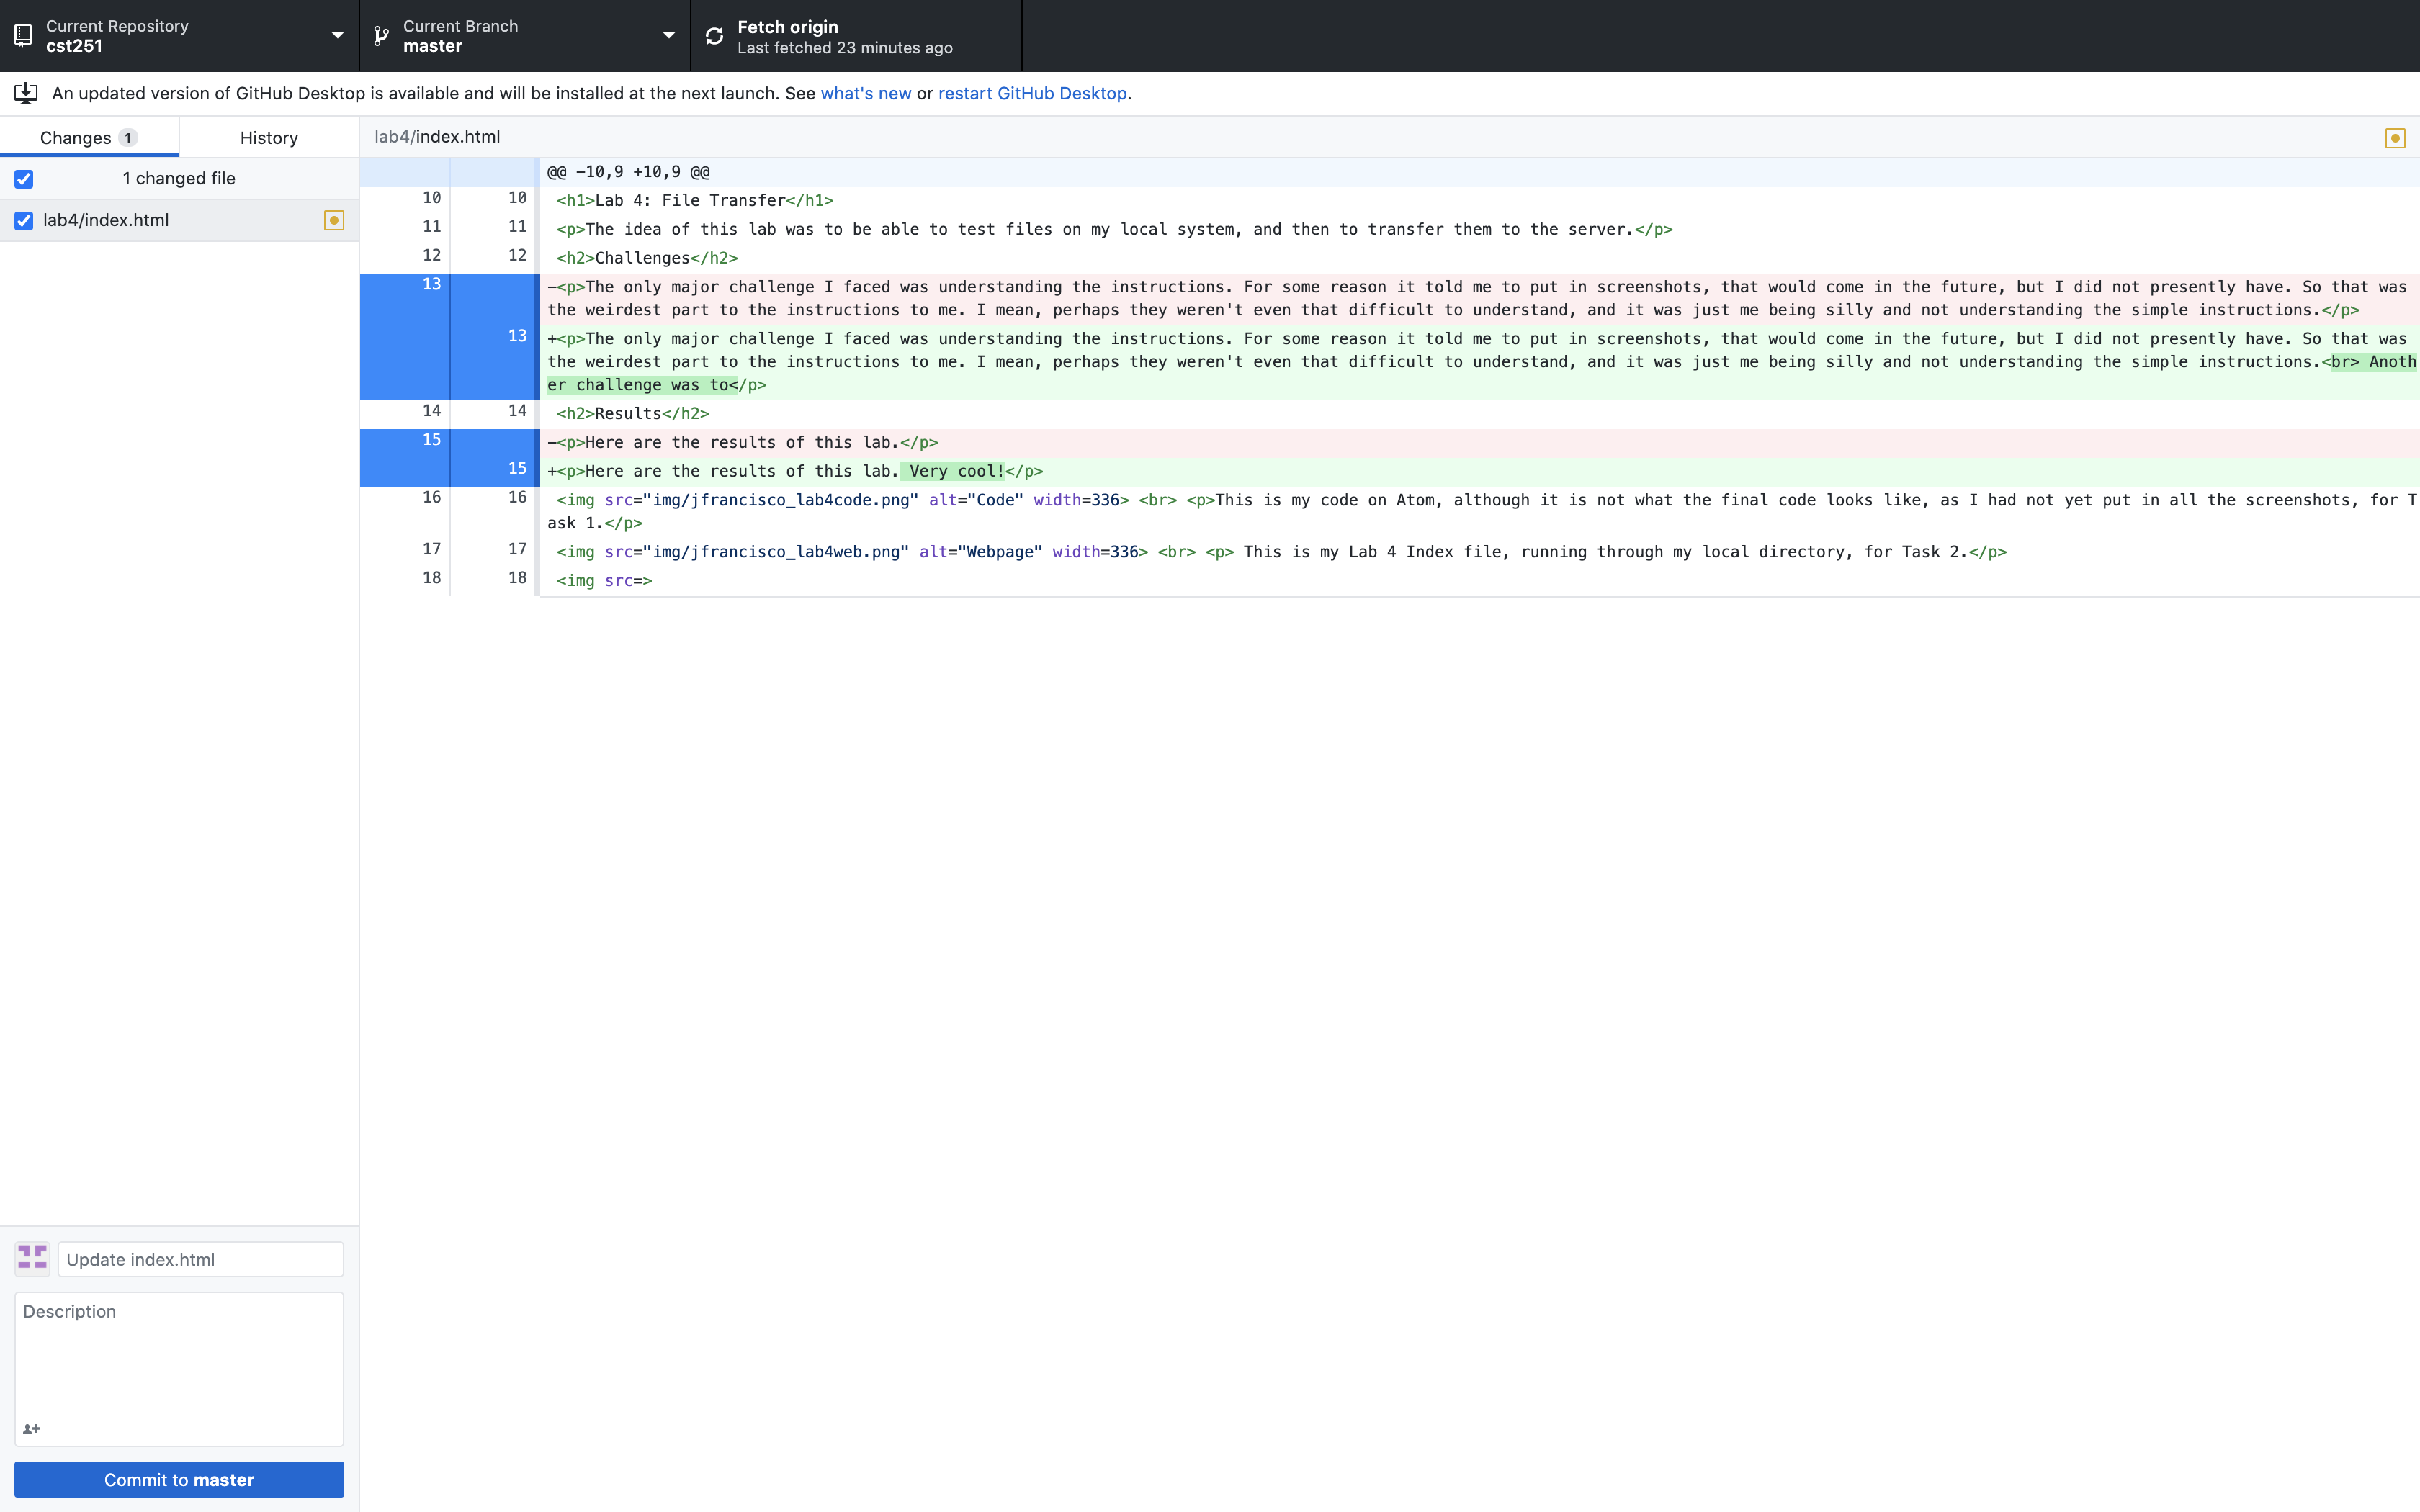 Current Repository
cst251
Current Branch
master
Fetch origin
Last fetched 23 minutes ago
An updated version of GitHub Desktop is available and will be installed at the next launch. See what's new or restart GitHub Desktop.
Changes 1
History
lab4/index.html
1 changed file
lab4/index.html
@@ -10,9 +10,9 @@
10 10 <h1>Lab 4: File Transfer</h1>
11 11 <p>The idea of this lab was to be able to test files on my local system, and then to transfer them to the server.</p>
12 12 <h2>Challenges</h2>
13 -<p>The only major challenge I faced was understanding the instructions. For some reason it told me to put in screenshots, that would come in the future, but I did not presently have. So that was
the weirdest part to the instructions to me. I mean, perhaps they weren't even that difficult to understand, and it was just me being silly and not understanding the simple instructions.</p>
13 +<p>The only major challenge I faced was understanding the instructions. For some reason it told me to put in screenshots, that would come in the future, but I did not presently have. So that was
the weirdest part to the instructions to me. I mean, perhaps they weren't even that difficult to understand, and it was just me being silly and not understanding the simple instructions.<br> Anoth
er challenge was to</p>
14 14 <h2>Results</h2>
15 -<p>Here are the results of this lab.</p>
15 +<p>Here are the results of this lab. Very cool!</p>
16 16 <img src="img/jfrancisco_lab4code.png" alt="Code" width=336> <br> <p>This is my code on Atom, although it is not what the final code looks like, as I had not yet put in all the screenshots, for T
ask 1.</p>
17 17 <img src="img/jfrancisco_lab4web.png" alt="Webpage" width=336> <br> <p> This is my Lab 4 Index file, running through my local directory, for Task 2.</p>
18 18 <img src=>
Update index.html
Description
Commit to master